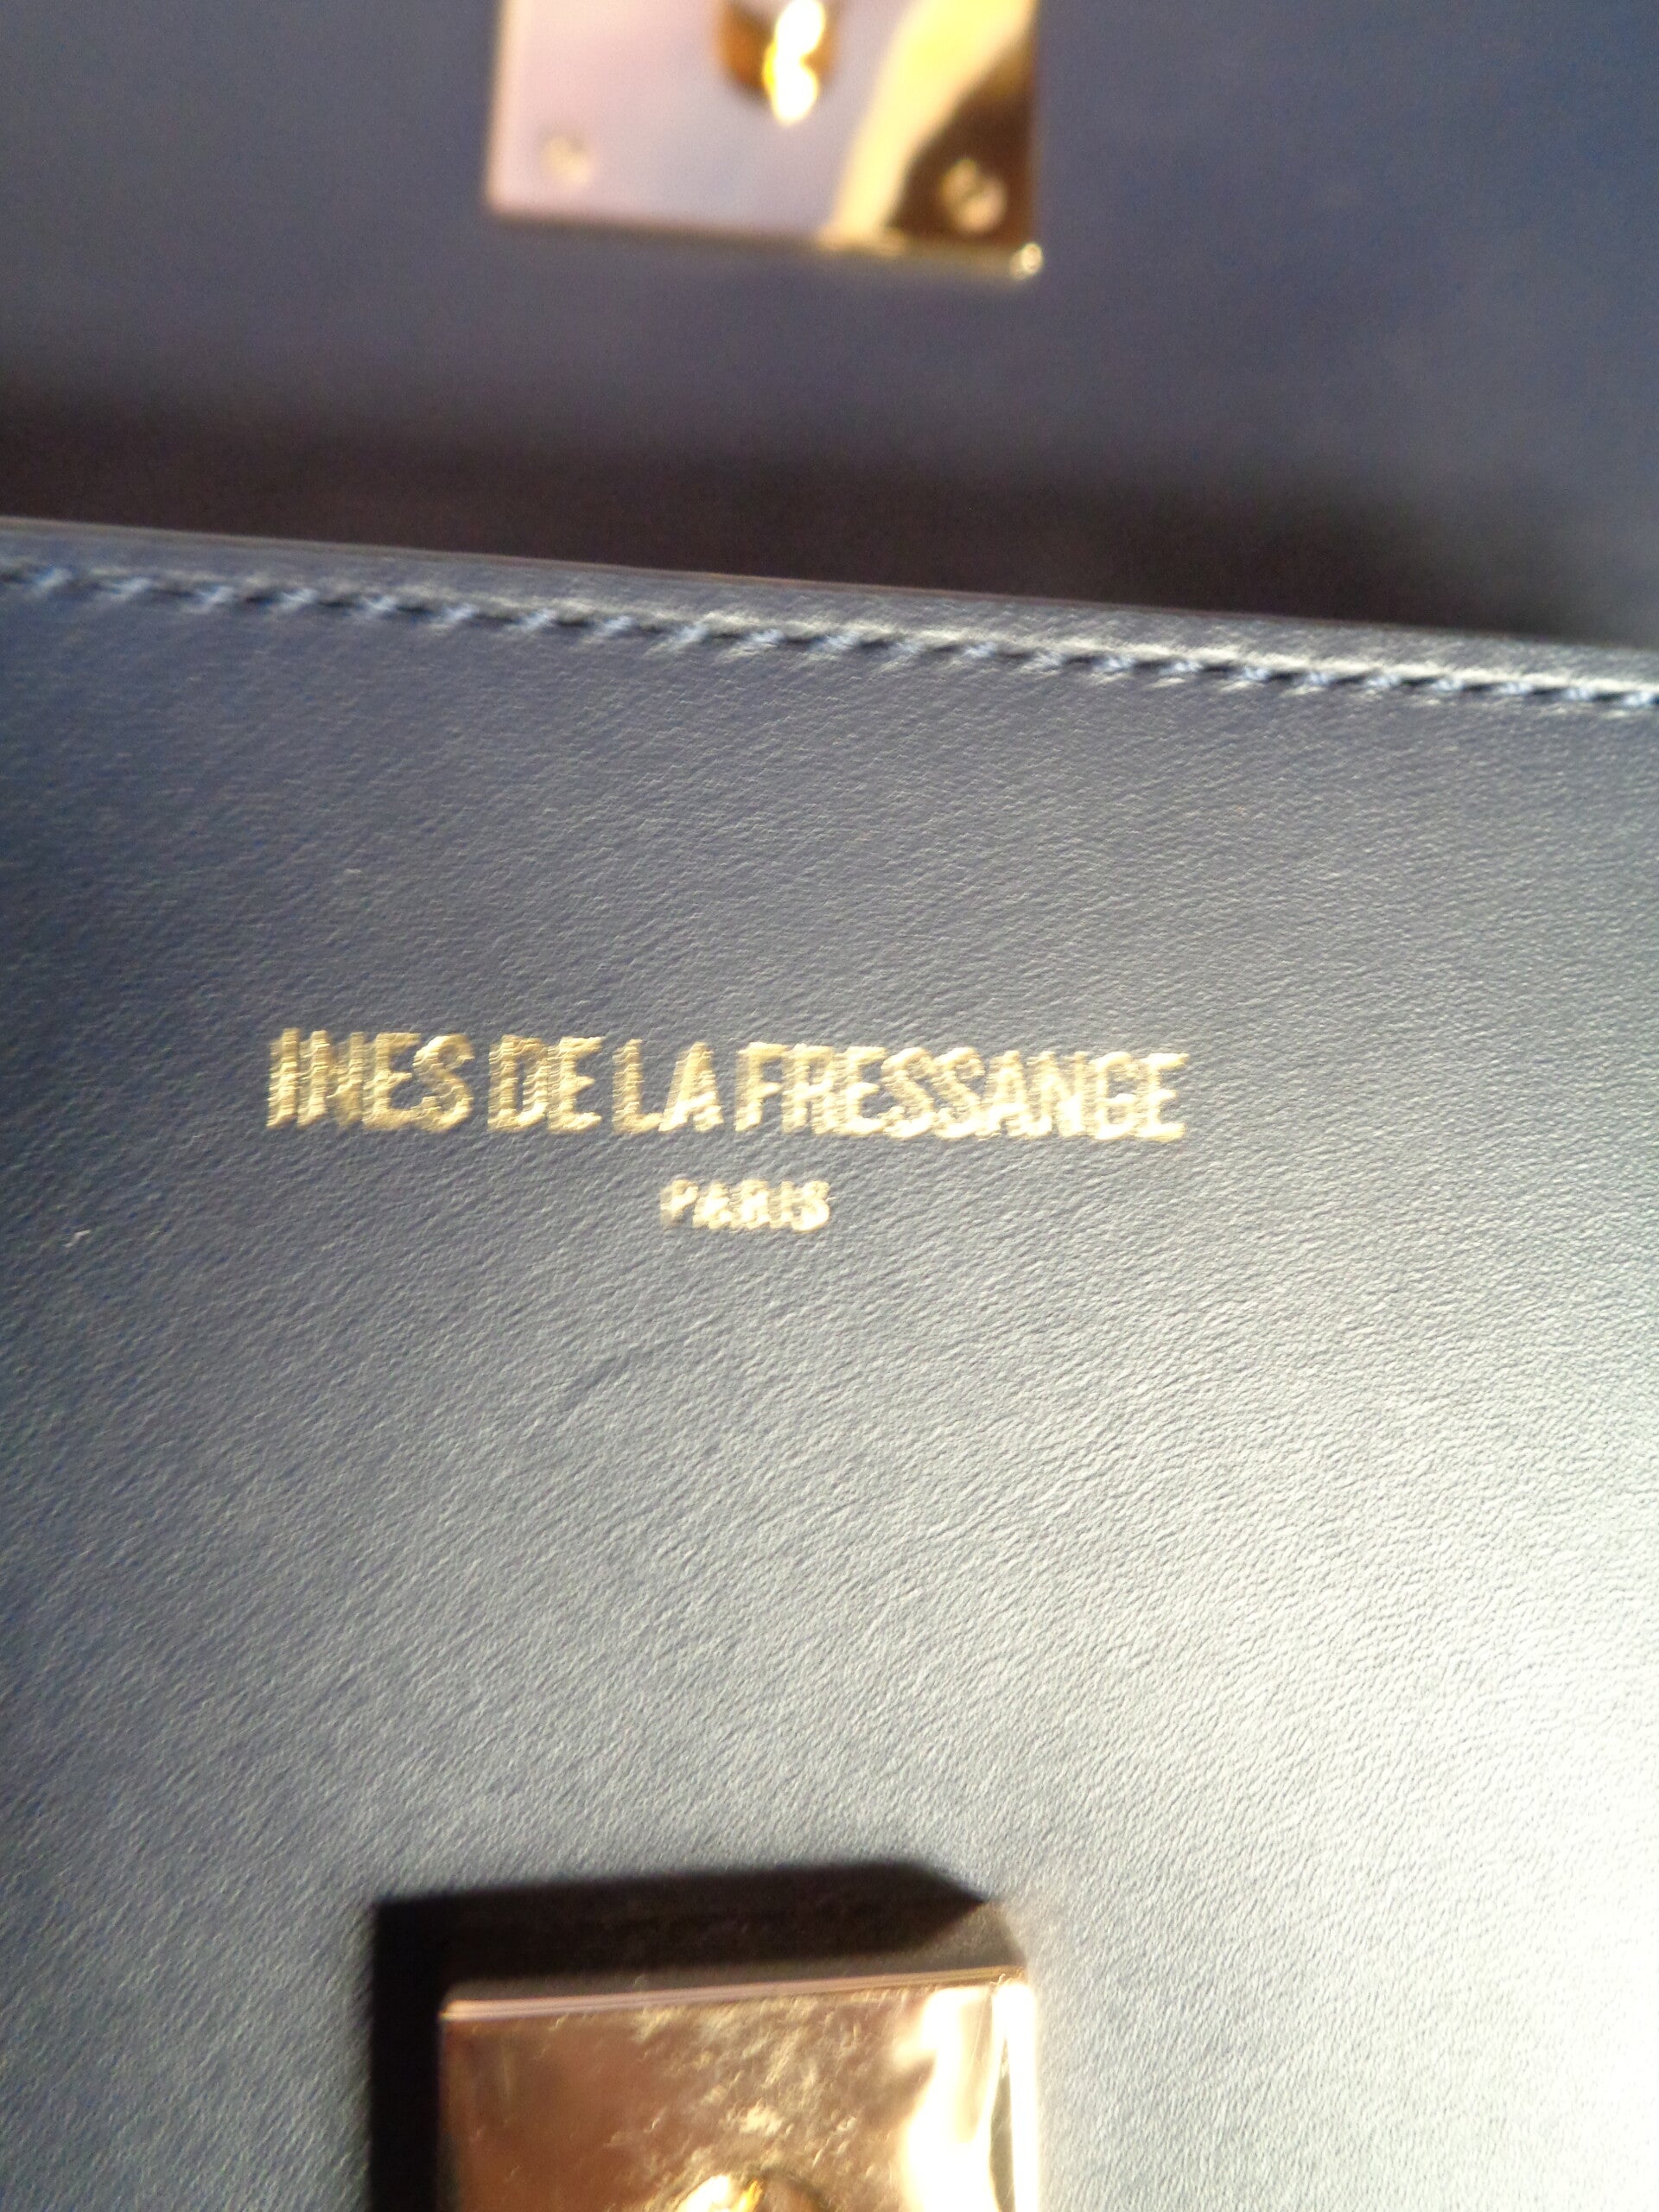 INES DE LA FRESSANGE
PARIS